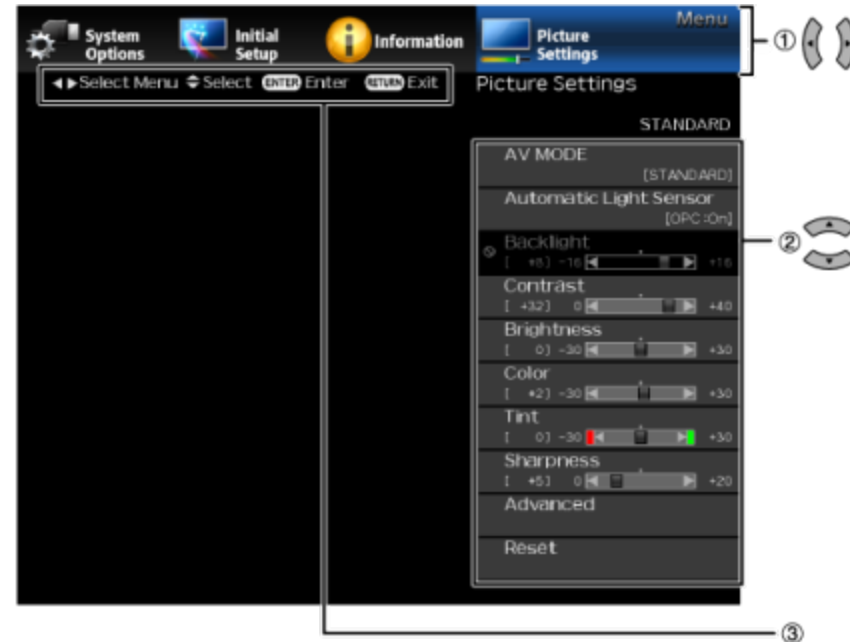 Menu
System Options
Initial Setup
Information
Picture Settings
①
◀▶Select Menu ◆Select ENTER Enter RETURN Exit
Picture Settings
STANDARD
AV MODE
[STANDARD]
Automatic Light Sensor
[OPC :On]
②
Backlight
[ +8] -16 +16
Contrast
[ +32] 0 +40
Brightness
[ 0] -30 +30
Color
[ +2] -30 +30
Tint
[ 0] -30 +30
Sharpness
[ +5] 0 +20
Advanced
Reset
③